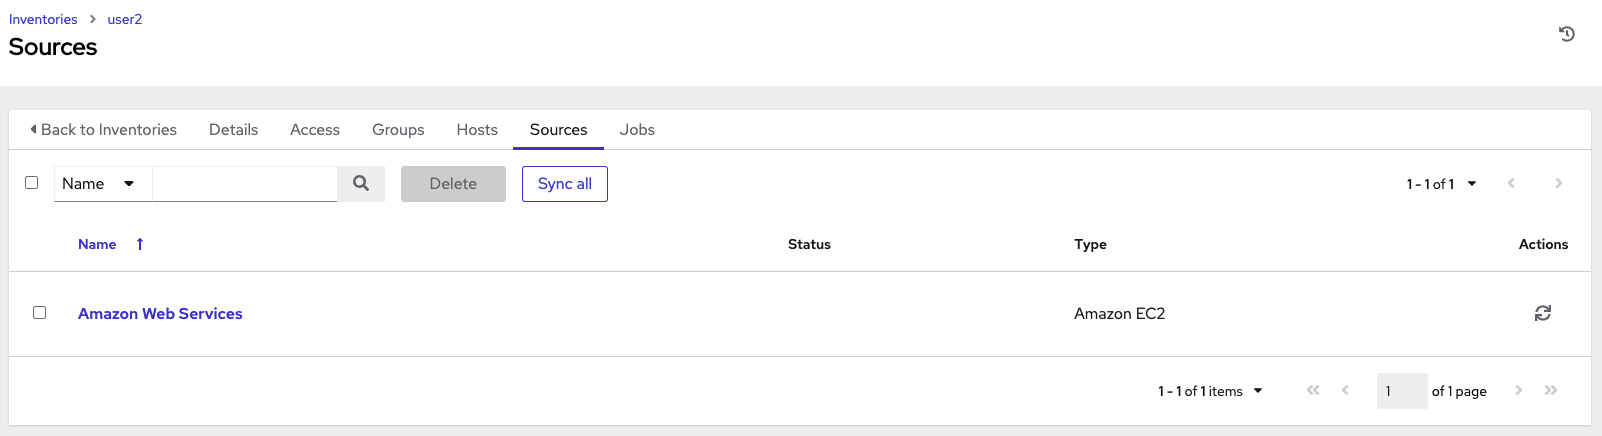 Inventories > user2
Sources
Back to Inventories Details Access Groups Hosts Sources Jobs
Name Delete Sync all 1 - 1 of 1
Name Status Type Actions
Amazon Web Services Amazon EC2
1 - 1 of 1 items 1 of 1 page